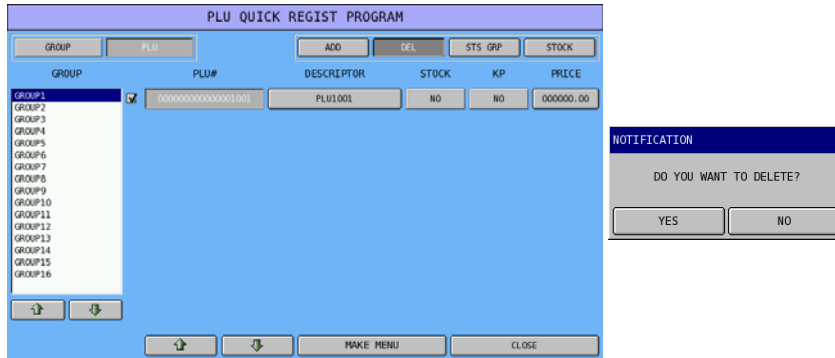 PLU QUICK REGIST PROGRAM
GROUP PLU ADD DEL STS GRP STOCK
GROUP PLU# DESCRIPTOR STOCK KP PRICE
GROUP1 000000000000001001 PLU1001 NO NO 000000.00
GROUP2
GROUP3
GROUP4
GROUP5
GROUP6
GROUP7
GROUP8
GROUP9
GROUP10
GROUP11
GROUP12
GROUP13
GROUP14
GROUP15
GROUP16
MAKE MENU CLOSE
NOTIFICATION
DO YOU WANT TO DELETE?
YES NO